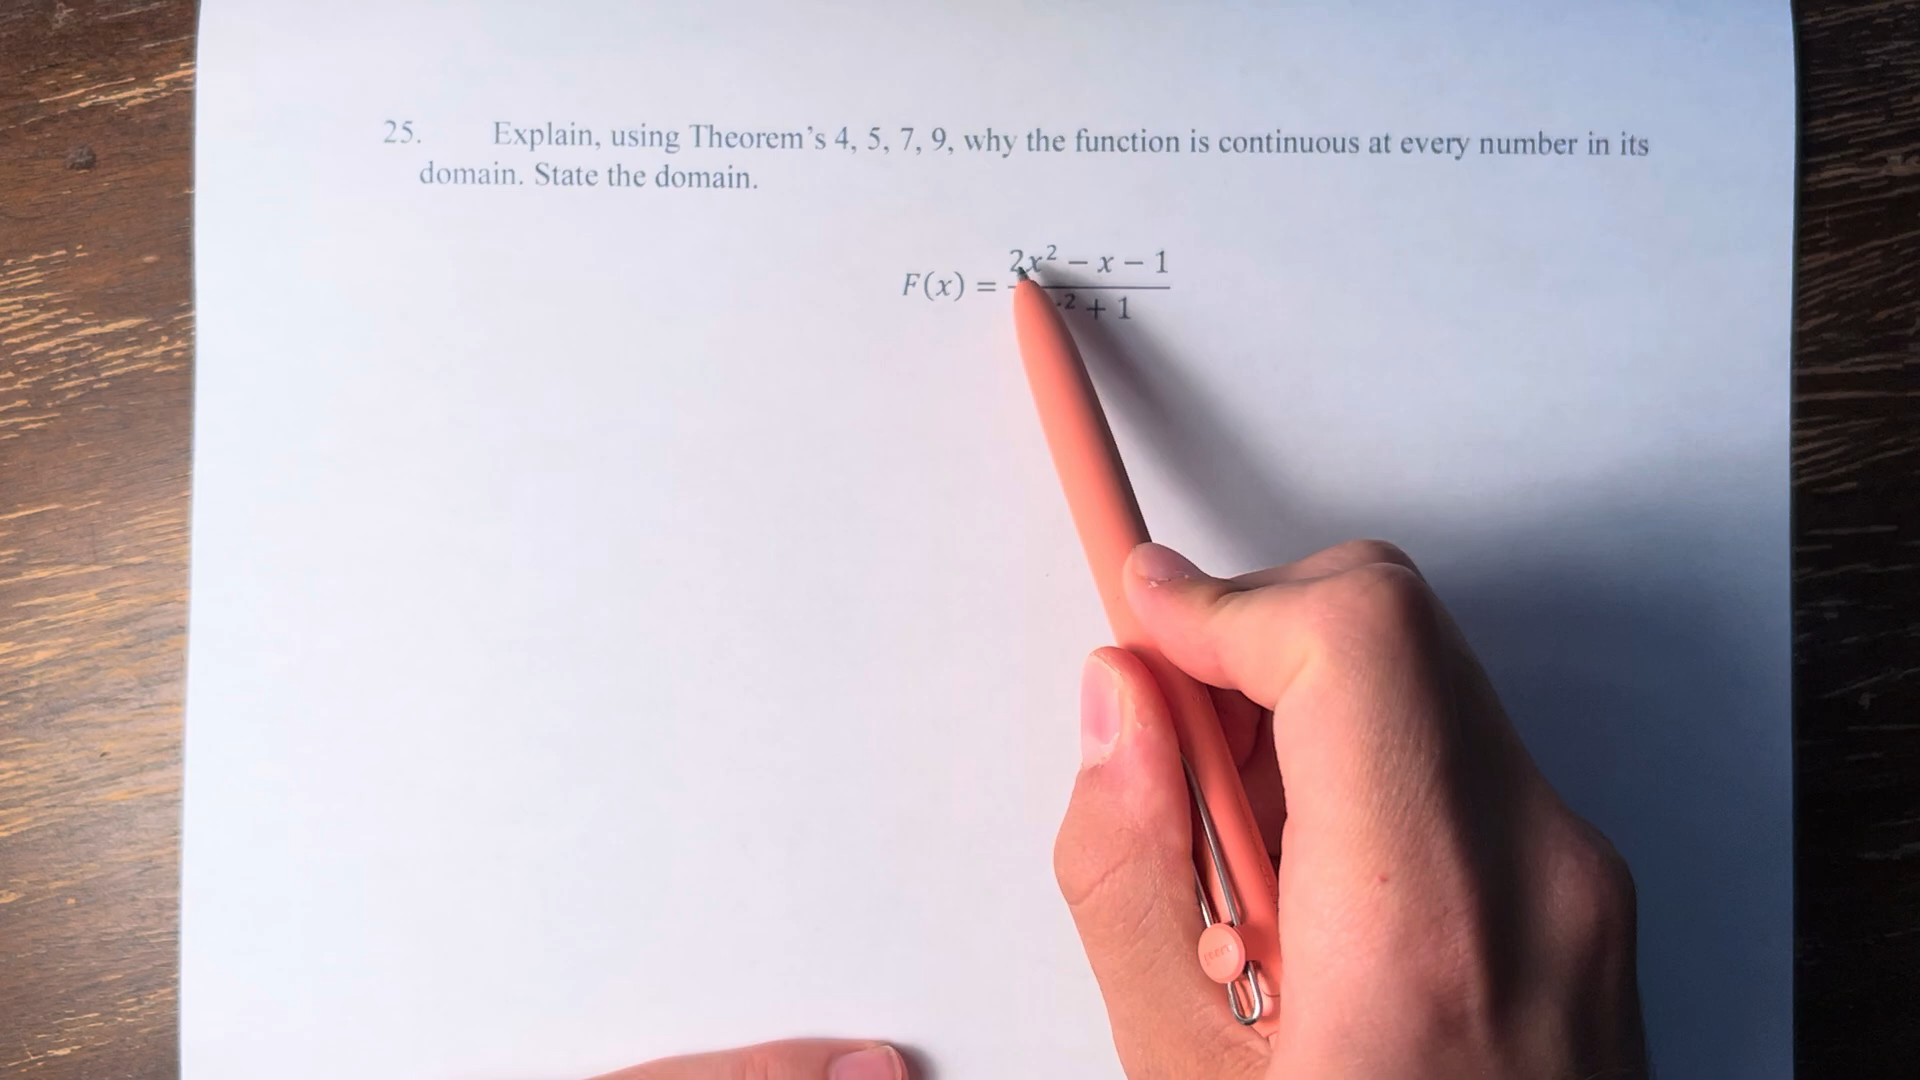 25. Explain, using Theorem's 4, 5, 7, 9, why the function is continuous at every number in its
domain. State the domain.
2x² − x − 1
F(x) =
² + 1